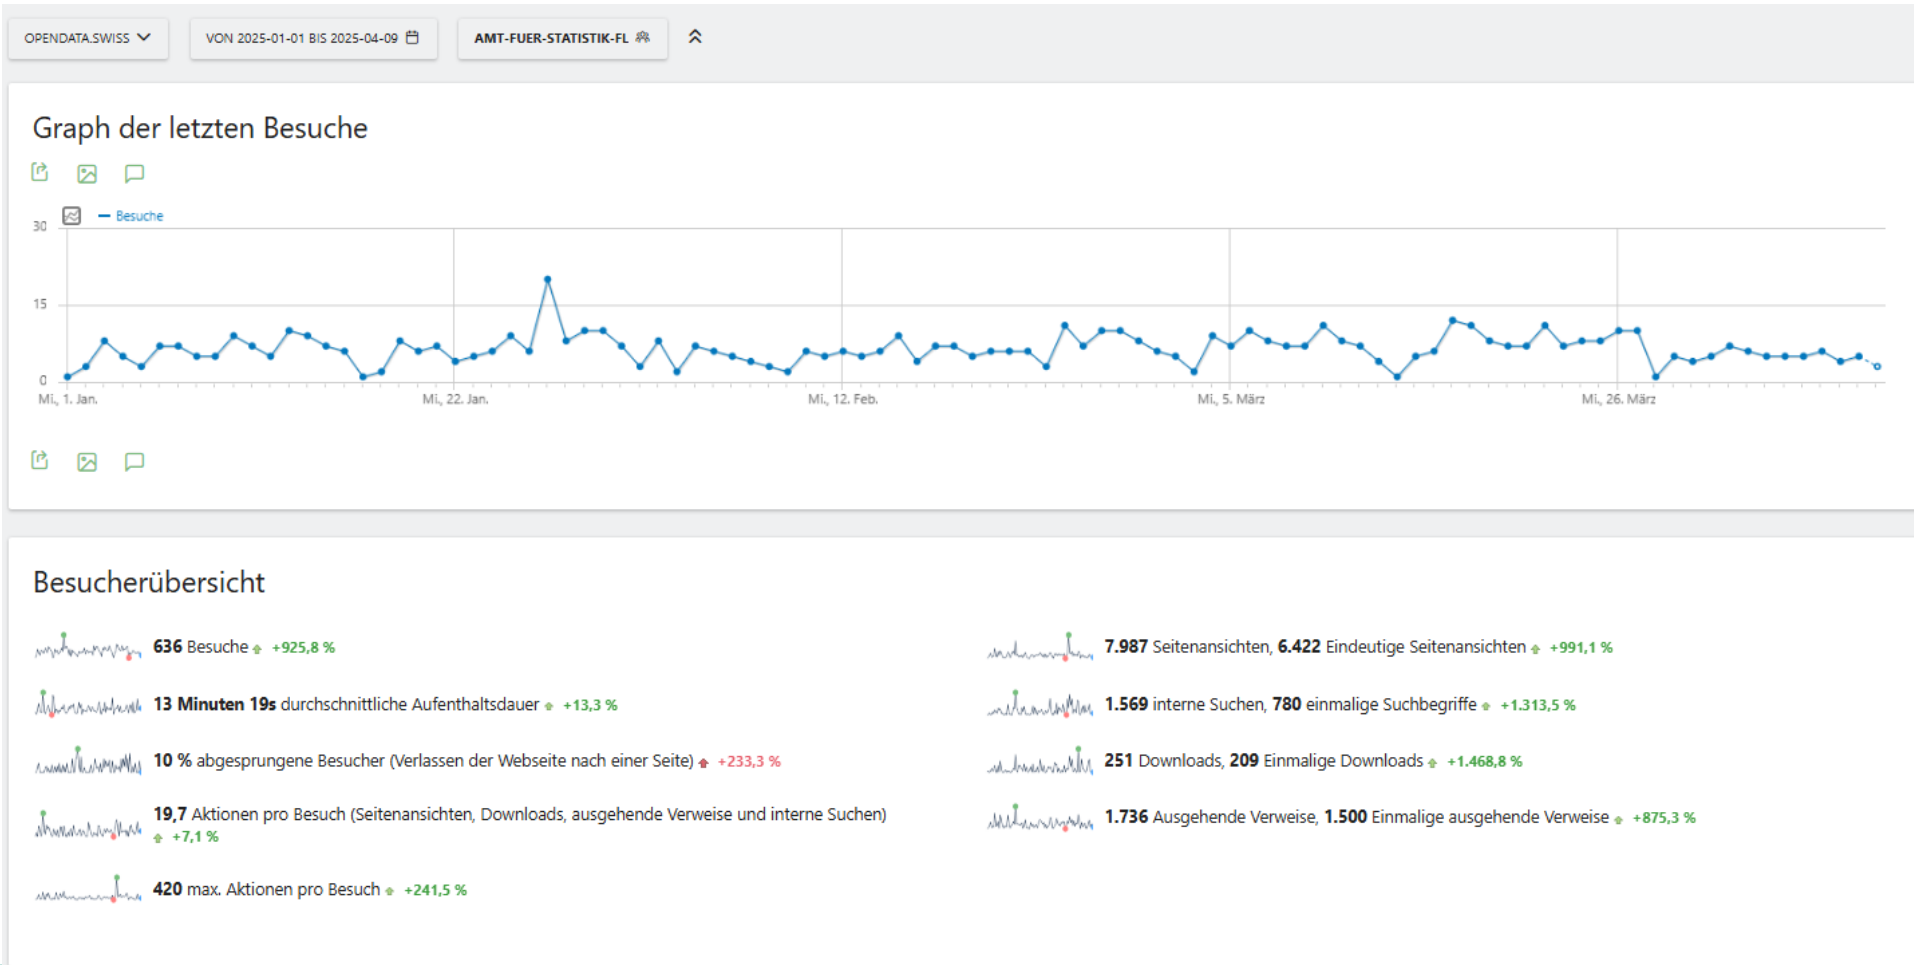 OPENDATA.SWISS
VON 2025-01-01 BIS 2025-04-09
AMT-FUER-STATISTIK-FL
Graph der letzten Besuche
Besuche
30
15
0
Mi., 1. Jan.
Mi., 22. Jan.
Mi., 12. Feb.
Mi., 5. März
Mi., 26. März
Besucherübersicht
636 Besuche +925,8 %
13 Minuten 19s durchschnittliche Aufenthaltsdauer +13,3 %
10 % abgesprungene Besucher (Verlassen der Webseite nach einer Seite) +233,3 %
19,7 Aktionen pro Besuch (Seitenansichten, Downloads, ausgehende Verweise und interne Suchen)
+7,1 %
420 max. Aktionen pro Besuch +241,5 %
7.987 Seitenansichten, 6.422 Eindeutige Seitenansichten +991,1 %
1.569 interne Suchen, 780 einmalige Suchbegriffe +1.313,5 %
251 Downloads, 209 Einmalige Downloads +1.468,8 %
1.736 Ausgehende Verweise, 1.500 Einmalige ausgehende Verweise +875,3 %